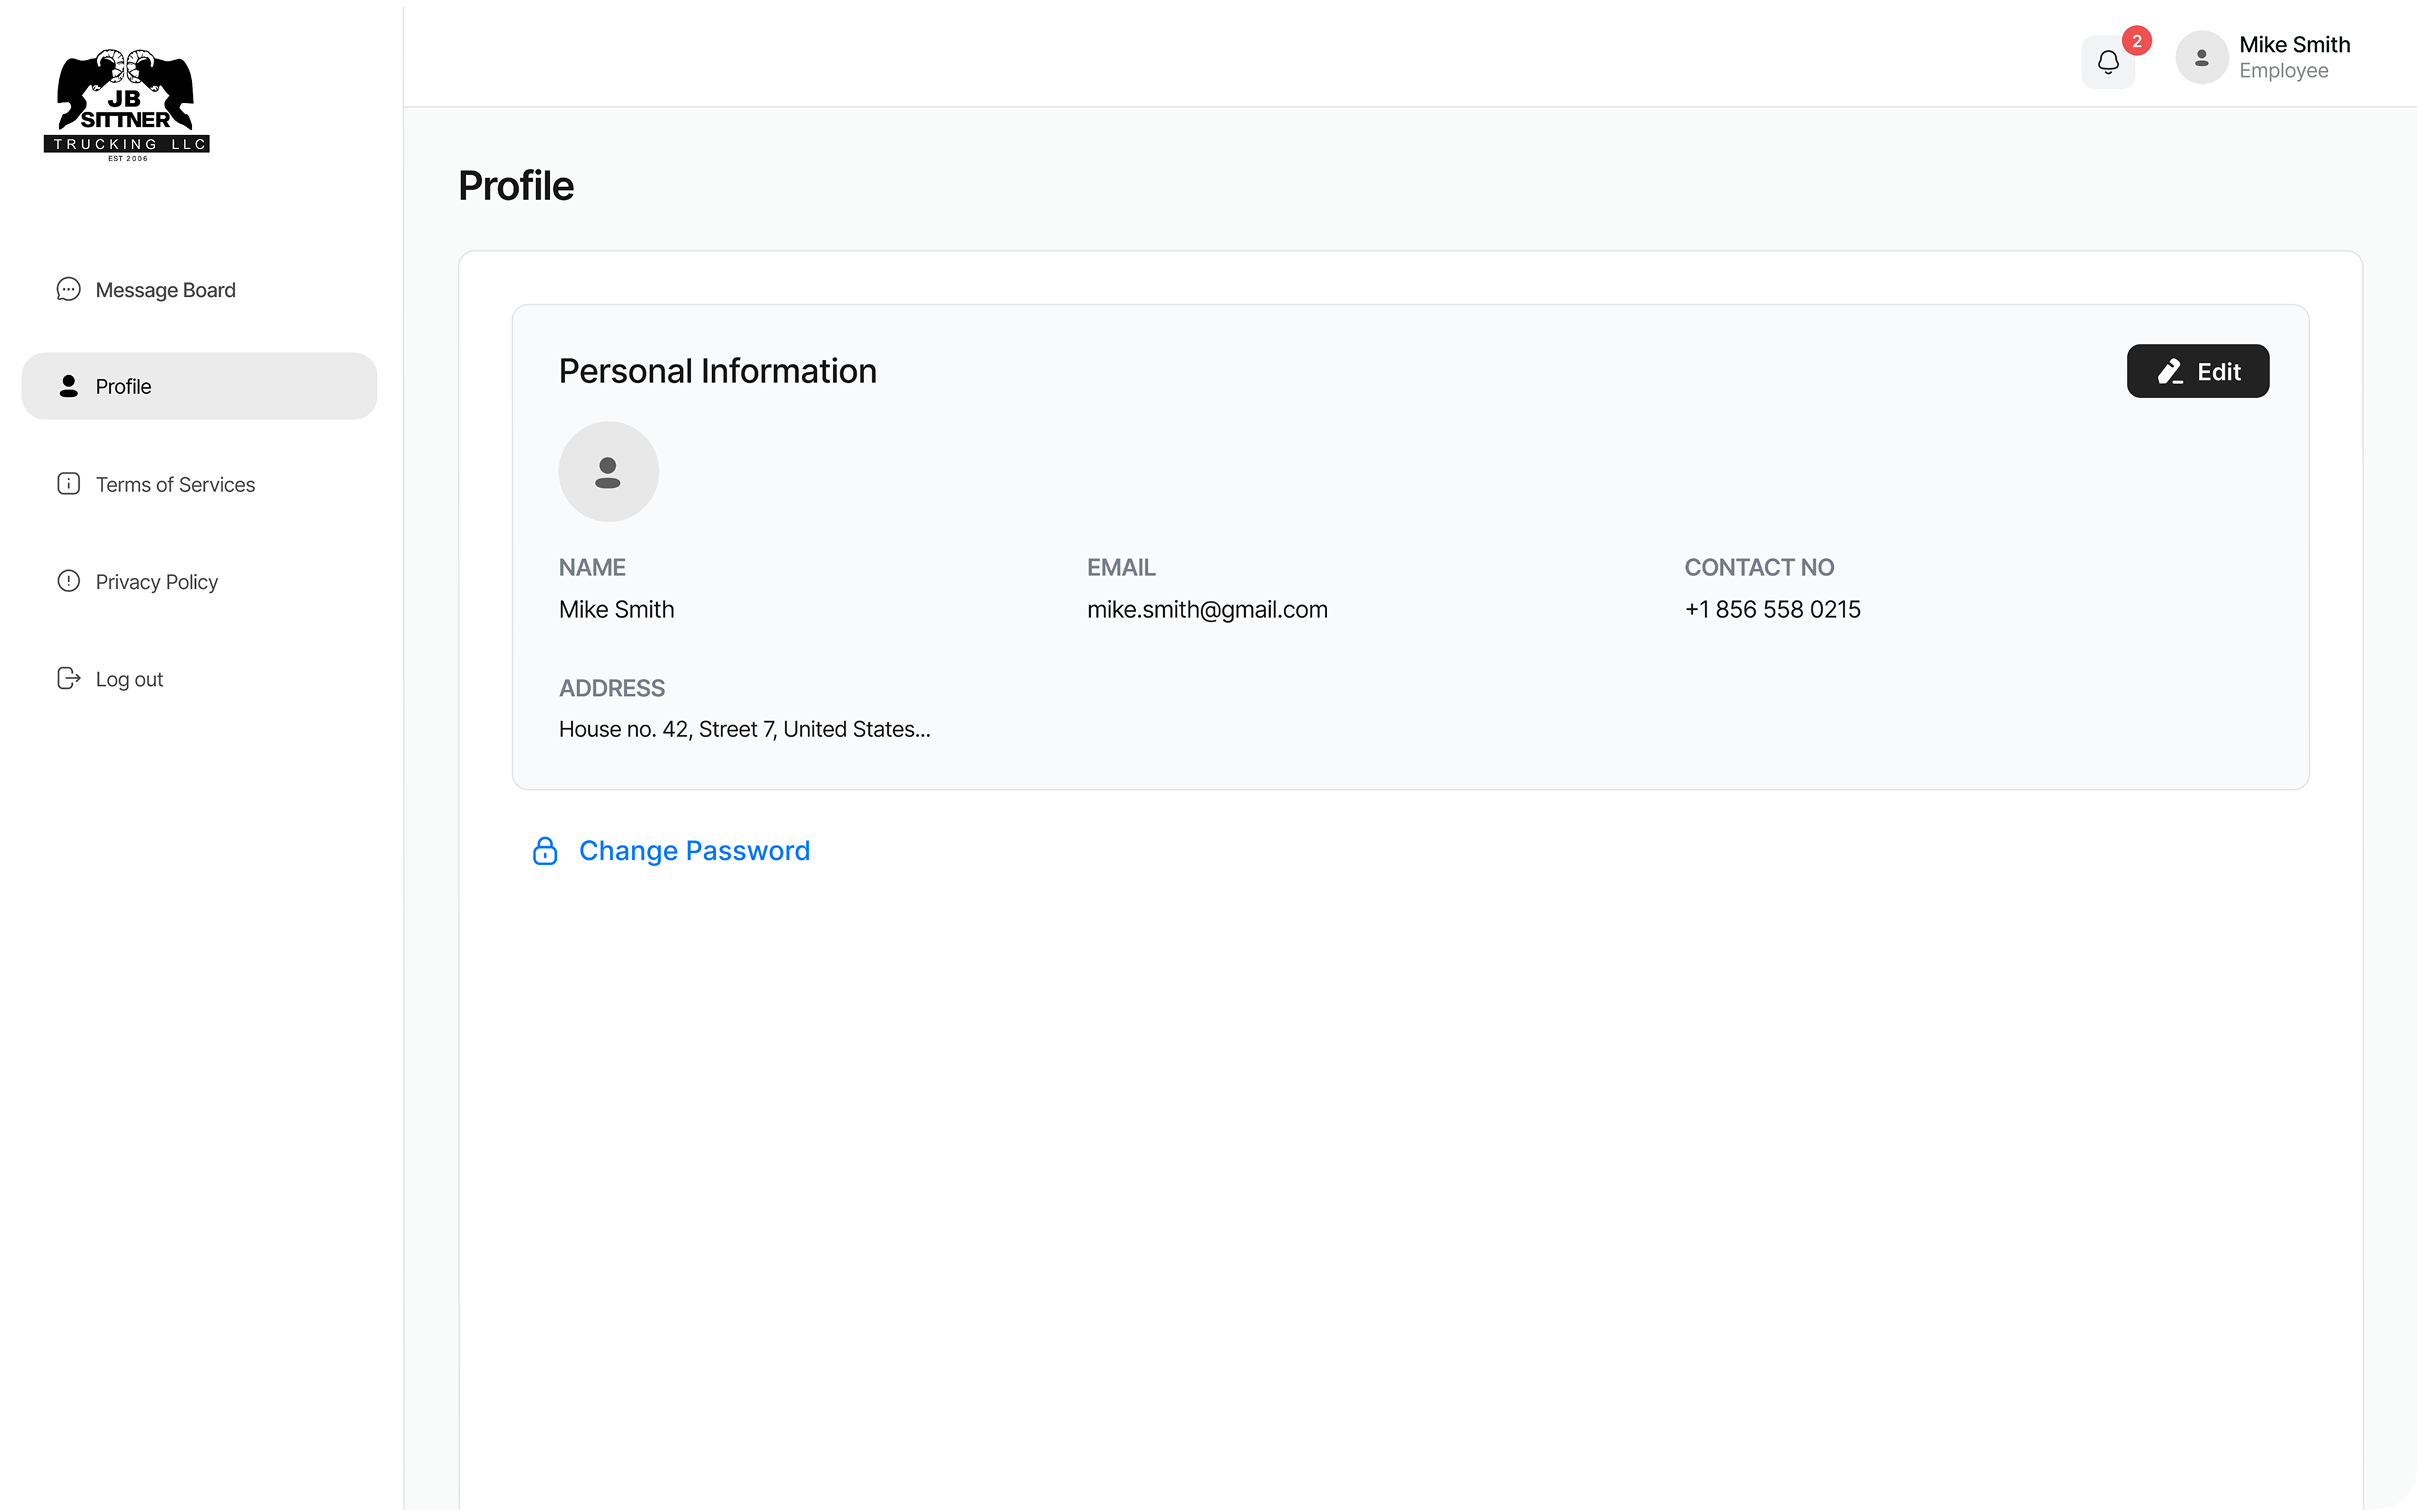 JB
SITTNER
TRUCKING LLC
EST 2006
2
Mike Smith
Employee
Message Board
Profile
Terms of Services
Privacy Policy
Log out
Profile
Personal Information
Edit
NAME
Mike Smith
EMAIL
mike.smith@gmail.com
CONTACT NO
+1 856 558 0215
ADDRESS
House no. 42, Street 7, United States...
Change Password